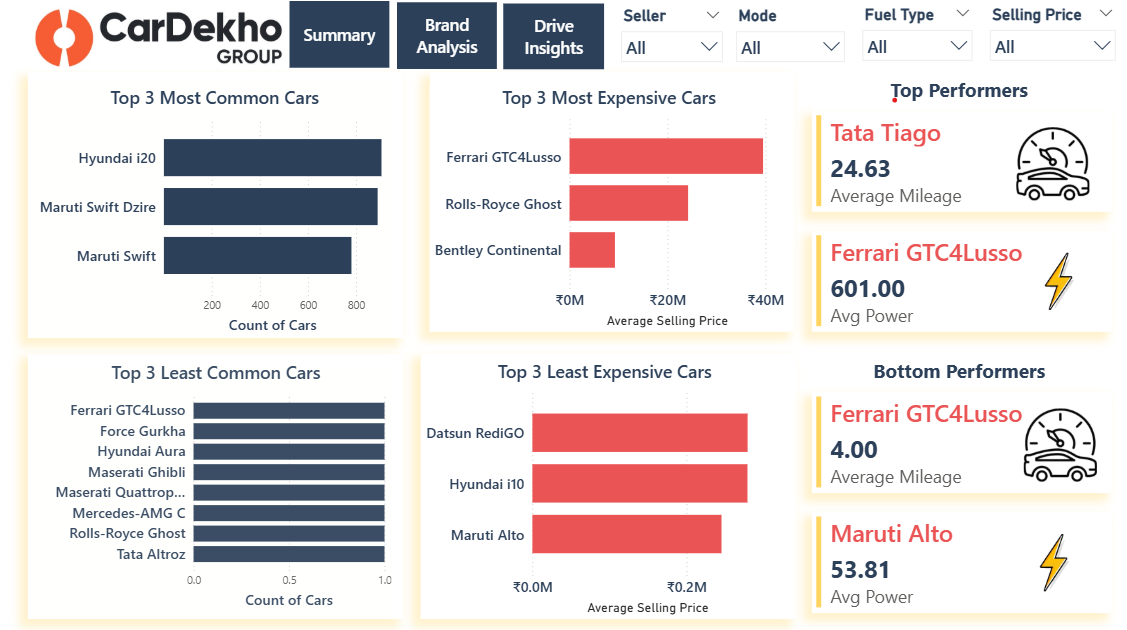 CarDekho
GROUP
Summary
Brand
Analysis
Drive
Insights
Seller
All
Mode
All
Fuel Type
All
Selling Price
All
Top 3 Most Common Cars
Hyundai i20
Maruti Swift Dzire
Maruti Swift
200 400 600 800
Count of Cars
Top 3 Most Expensive Cars
Ferrari GTC4Lusso
Rolls-Royce Ghost
Bentley Continental
₹0M ₹20M ₹40M
Average Selling Price
Top Performers
Tata Tiago
24.63
Average Mileage
Ferrari GTC4Lusso
601.00
Avg Power
Top 3 Least Common Cars
Ferrari GTC4Lusso
Force Gurkha
Hyundai Aura
Maserati Ghibli
Maserati Quattrop...
Mercedes-AMG C
Rolls-Royce Ghost
Tata Altroz
0.0 0.5 1.0
Count of Cars
Top 3 Least Expensive Cars
Datsun RediGO
Hyundai i10
Maruti Alto
₹0.0M ₹0.2M
Average Selling Price
Bottom Performers
Ferrari GTC4Lusso
4.00
Average Mileage
Maruti Alto
53.81
Avg Power